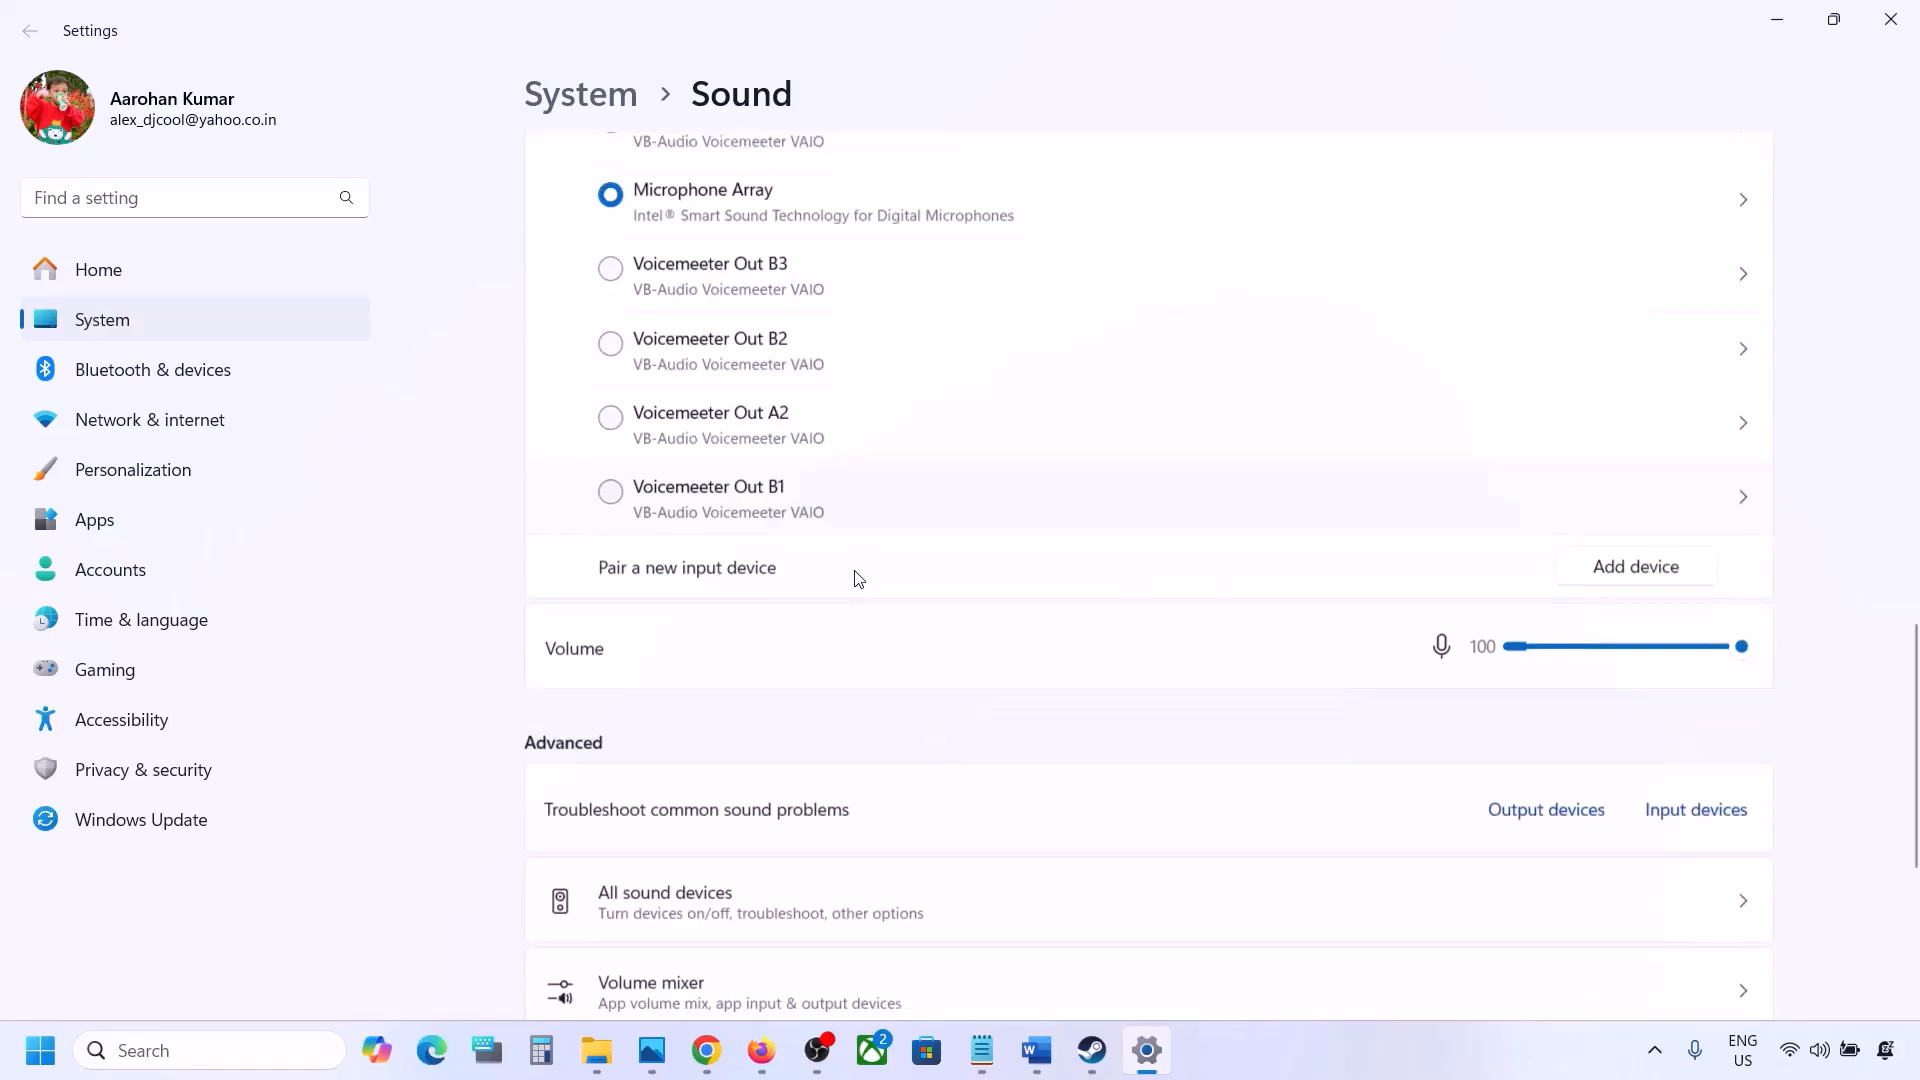 Settings
Aarohan Kumar
alex_djcool@yahoo.co.in
Find a setting
Home
System
Bluetooth & devices
Network & internet
Personalization
Apps
Accounts
Time & language
Gaming
Accessibility
Privacy & security
Windows Update
System > Sound
VB-Audio Voicemeeter VAIO
Microphone Array
Intel® Smart Sound Technology for Digital Microphones
Voicemeeter Out B3
VB-Audio Voicemeeter VAIO
Voicemeeter Out B2
VB-Audio Voicemeeter VAIO
Voicemeeter Out A2
VB-Audio Voicemeeter VAIO
Voicemeeter Out B1
VB-Audio Voicemeeter VAIO
Pair a new input device Add device
Volume 100
Advanced
Troubleshoot common sound problems Output devices Input devices
All sound devices
Turn devices on/off, troubleshoot, other options
Volume mixer
App volume mix, app input & output devices
Search
2
ENG
US